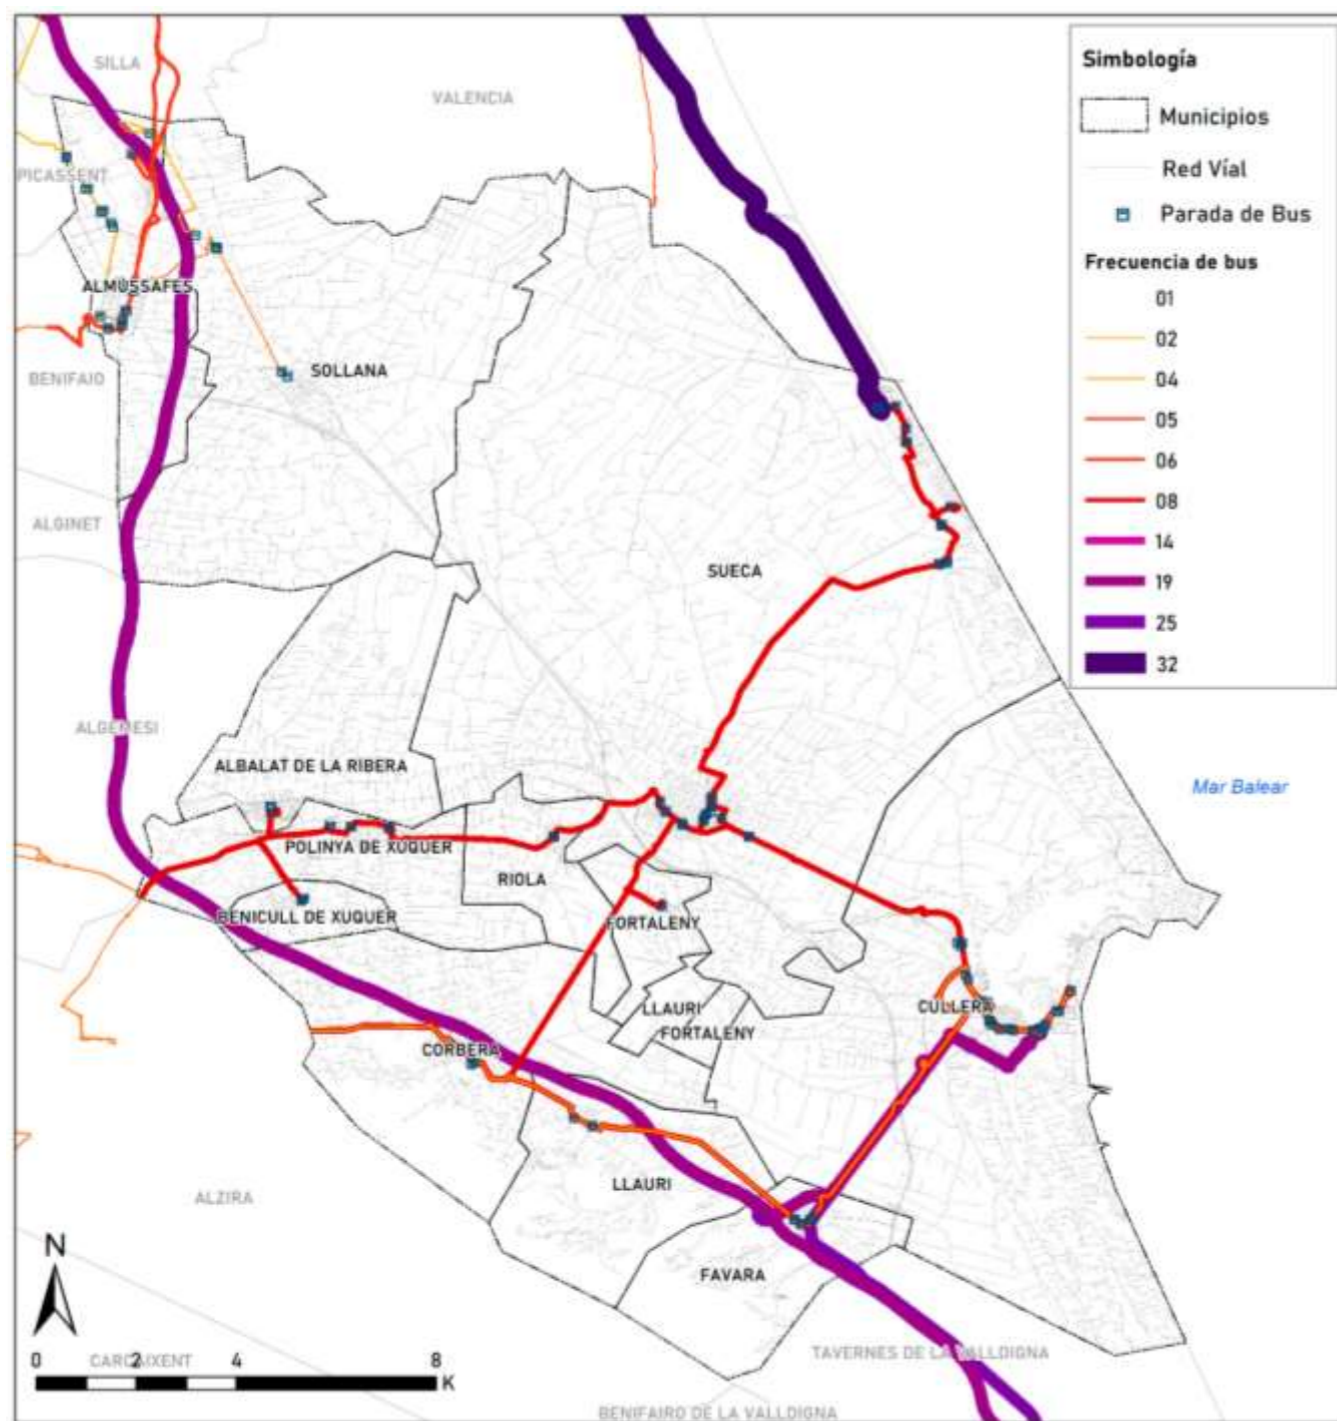 Simbología
Municipios
Red Víal
Parada de Bus
Frecuencia de bus
01
02
04
05
06
08
14
19
25
32
SILLA
VALENCIA
PICASSENT
ALMUSSAFES
BENIFAIO
SOLLANA
ALGINET
SUECA
ALGEMESI
ALBALAT DE LA RIBERA
Mar Balear
POLINYA DE XUQUER
RIOLA
BENICULL DE XUQUER
FORTALENY
LLAURI
CULLERA
FORTALENY
CORBERA
LLAURI
ALZIRA
FAVARA
N
TAVERNES DE LA VALLDIGNA
CARCAIXENT
0 2 4 8
K
BENIFAIRO DE LA VALLDIGNA